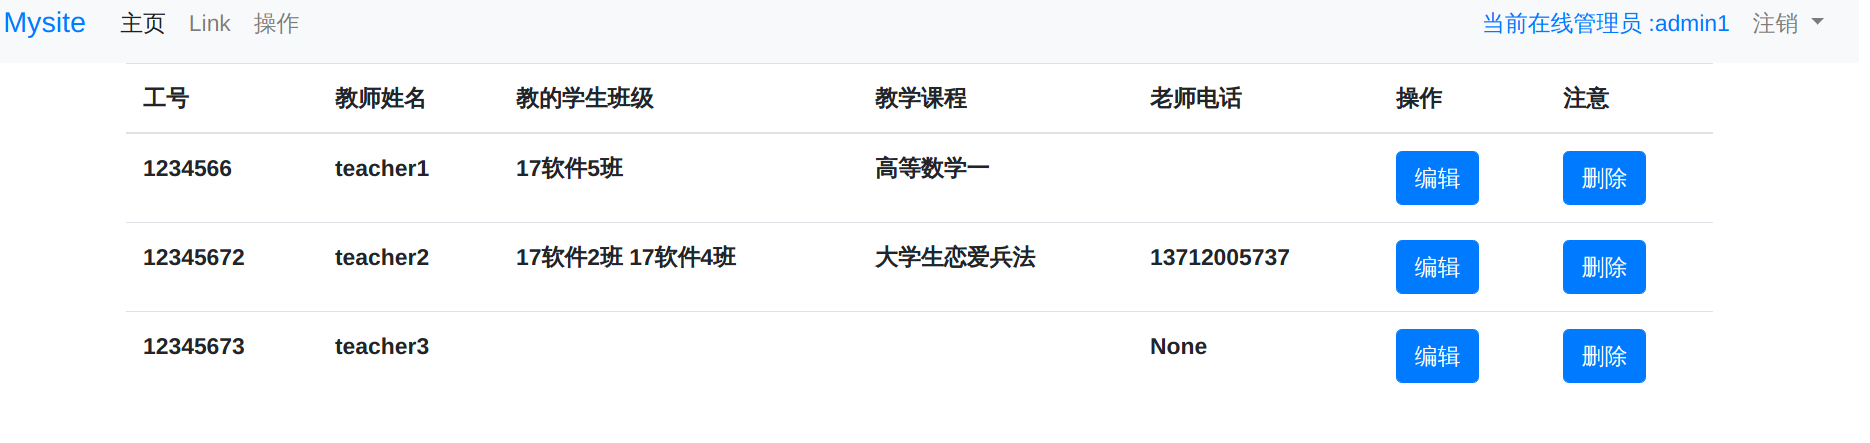 Mysite 主页 Link 操作 当前在线管理员 :admin1 注销
工号 教师姓名 教的学生班级 教学课程 老师电话 操作 注意
1234566 teacher1 17软件5班 高等数学一 编辑 删除
12345672 teacher2 17软件2班 17软件4班 大学生恋爱兵法 13712005737 编辑 删除
12345673 teacher3 None 编辑 删除